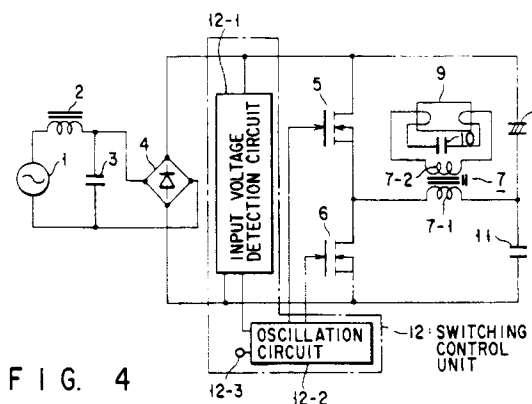 12-1
2
1
3
4
INPUT VOLTAGE
DETECTION CIRCUIT
5
6
9
10
7-2
N
7
7-1
11
OSCILLATION
CIRCUIT
12-3
12-2
12: SWITCHING
CONTROL
UNIT
FIG. 4